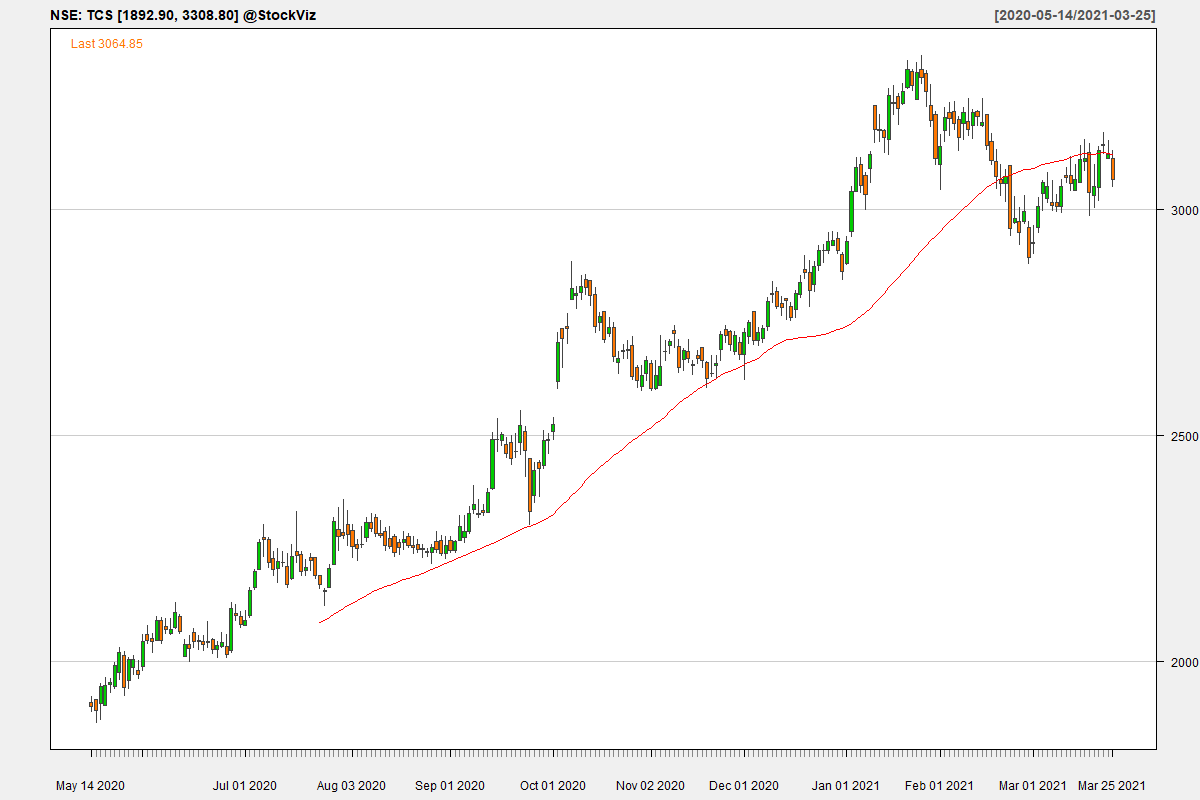 NSE: TCS [1892.90, 3308.80] @StockViz [2020-05-14/2021-03-25]
Last 3064.85
3000
2500
2000
May 14 2020 Jul 01 2020 Aug 03 2020 Sep 01 2020 Oct 01 2020 Nov 02 2020 Dec 01 2020 Jan 01 2021 Feb 01 2021 Mar 01 2021 Mar 25 2021